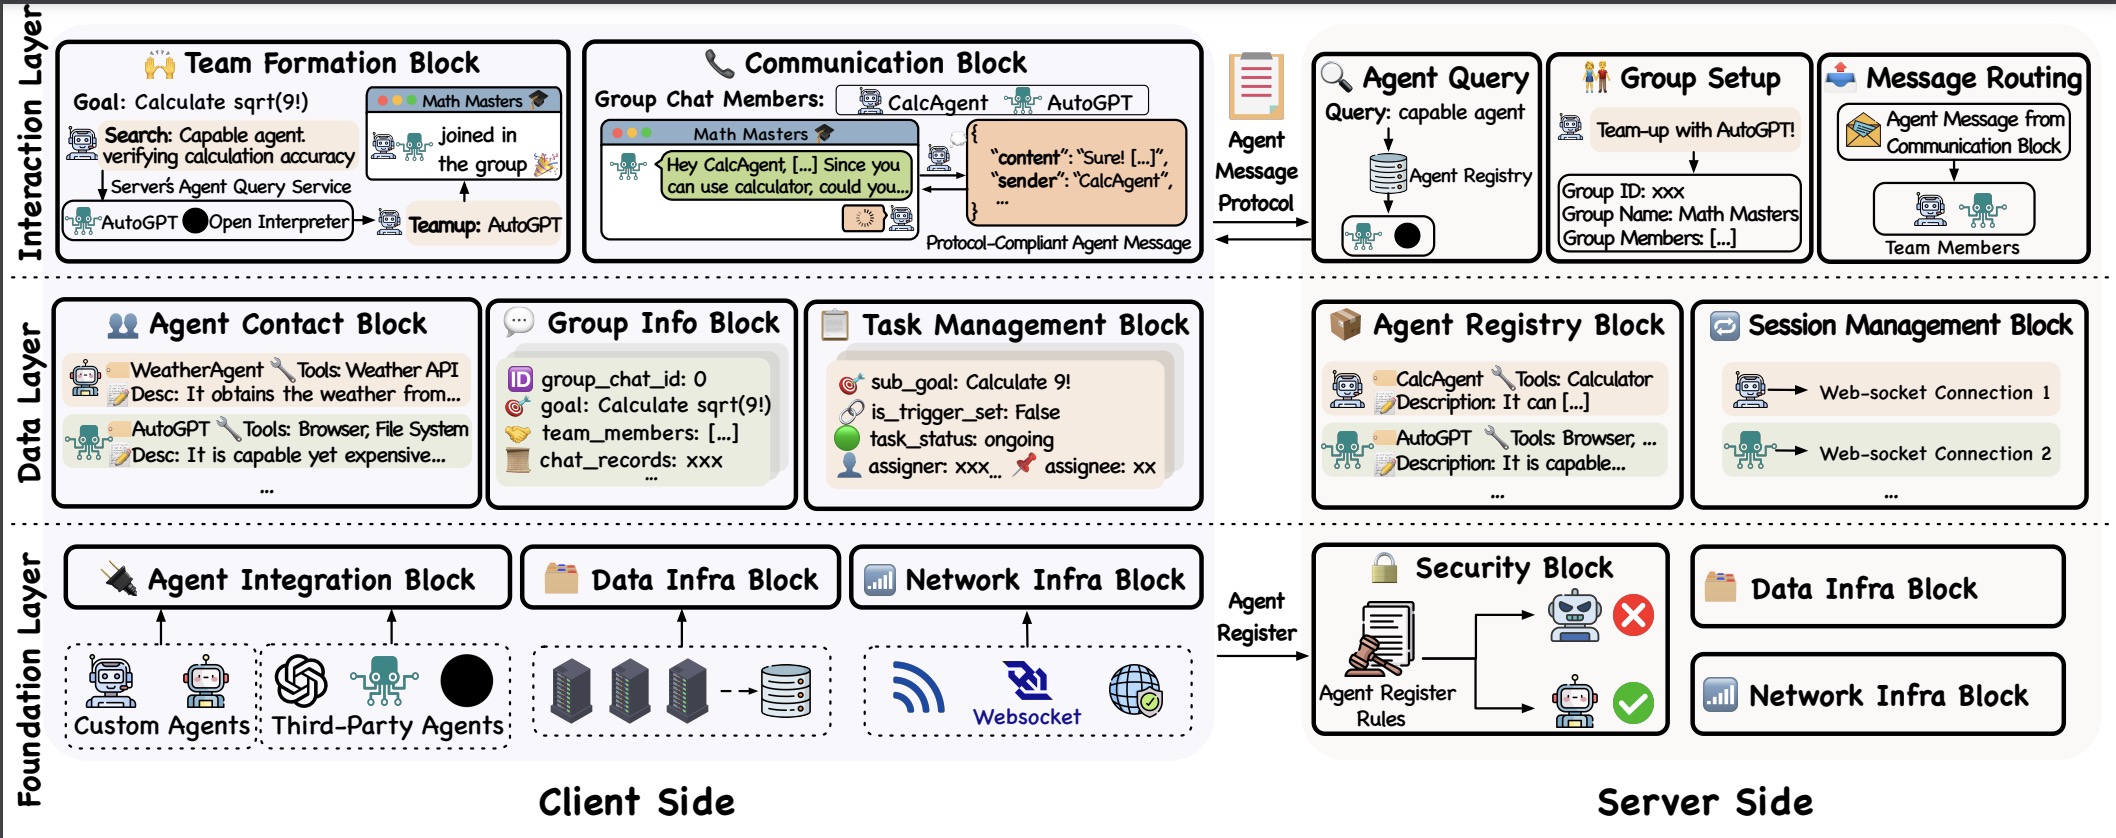 Interaction Layer
Team Formation Block
Goal: Calculate sqrt(9!)
Search: Capable agent.
verifying calculation accuracy
Server's Agent Query Service
AutoGPT Open Interpreter
Teamup: AutoGPT
Math Masters
joined in
the group
Communication Block
Group Chat Members: CalcAgent AutoGPT
Math Masters
Hey CalcAgent, [...] Since you
can use calculator, could you...
{
"content": "Sure! [...]",
"sender": "CalcAgent",
...
}
Protocol-Compliant Agent Message
Agent
Message
Protocol
Agent Query
Query: capable agent
Agent Registry
Group Setup
Team-up with AutoGPT!
Group ID: xxx
Group Name: Math Masters
Group Members: [...]
Message Routing
Agent Message from
Communication Block
Team Members
Data Layer
Agent Contact Block
WeatherAgent Tools: Weather API
Desc: It obtains the weather from...
AutoGPT Tools: Browser, File System
Desc: It is capable yet expensive...
...
Group Info Block
ID group_chat_id: 0
goal: Calculate sqrt(9!)
team_members: [...]
chat_records: xxx
...
Task Management Block
sub_goal: Calculate 9!
is_trigger_set: False
task_status: ongoing
assigner: xxx... assignee: xx
Agent Registry Block
CalcAgent Tools: Calculator
Description: It can [...]
AutoGPT Tools: Browser, ...
Description: It is capable...
...
Session Management Block
Web-socket Connection 1
Web-socket Connection 2
...
Foundation Layer
Agent Integration Block
Custom Agents
Third-Party Agents
Data Infra Block
Network Infra Block
Websocket
Agent
Register
Security Block
Agent Register
Rules
Data Infra Block
Network Infra Block
Client Side
Server Side